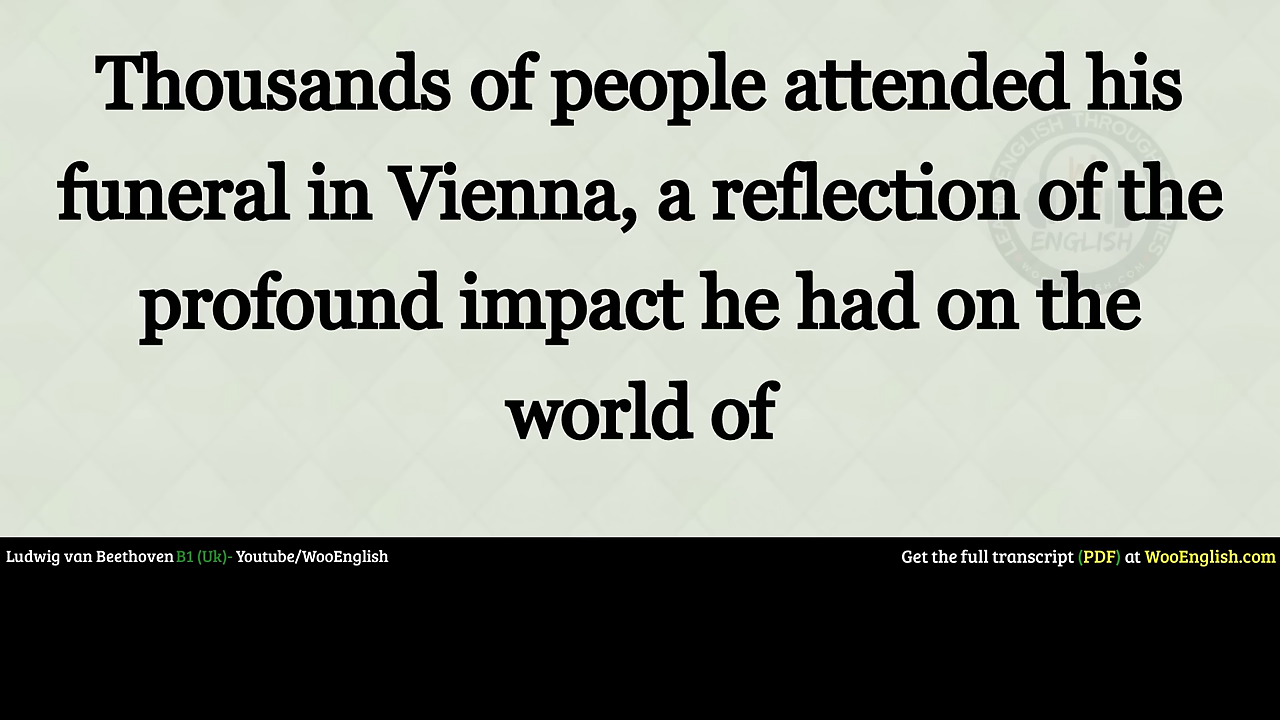 Thousands of people attended his
funeral in Vienna, a reflection of the
profound impact he had on the
world of
ENGLISH
Ludwig van Beethoven B1 (Uk)- Youtube/WooEnglish
Get the full transcript (PDF) at WooEnglish.com